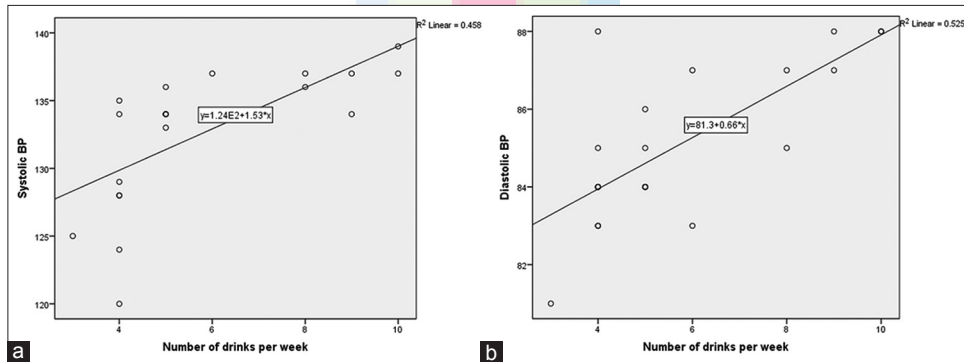 R² Linear = 0.458
140
135
130
125
120
Systolic BP
y=1.24E2+1.53*x
4
6
8
10
Number of drinks per week
a
R² Linear = 0.525
88
86
84
82
Diastolic BP
y=81.3+0.66*x
4
6
8
10
Number of drinks per week
b